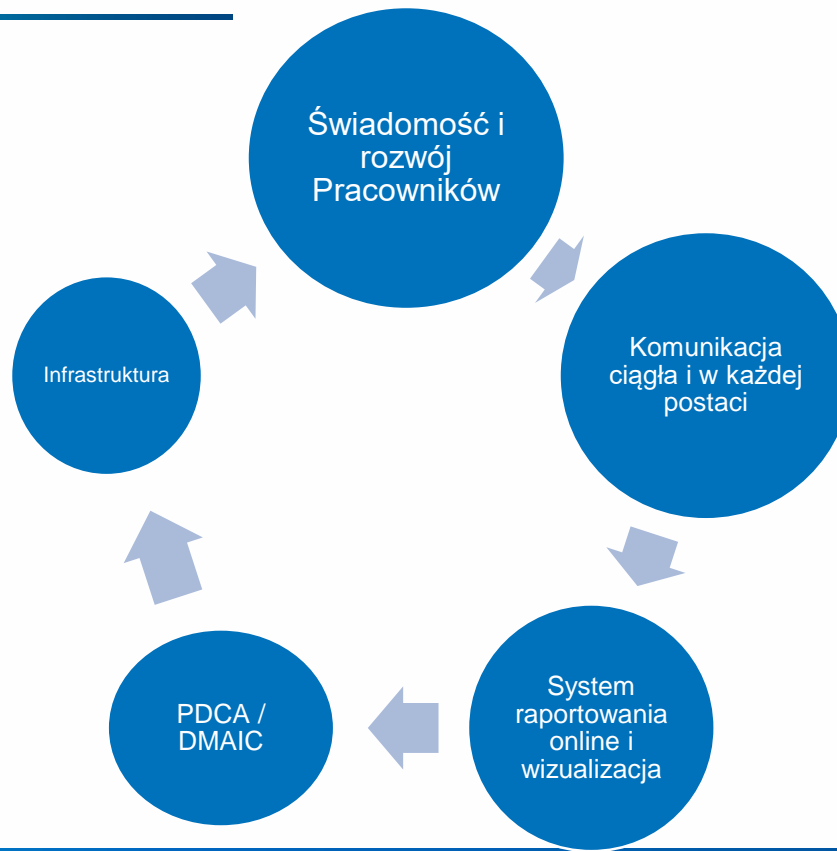 Świadomość i
rozwój
Pracowników
Komunikacja
ciągła i w każdej
postaci
System
raportowania
online i
wizualizacja
PDCA /
DMAIC
Infrastruktura